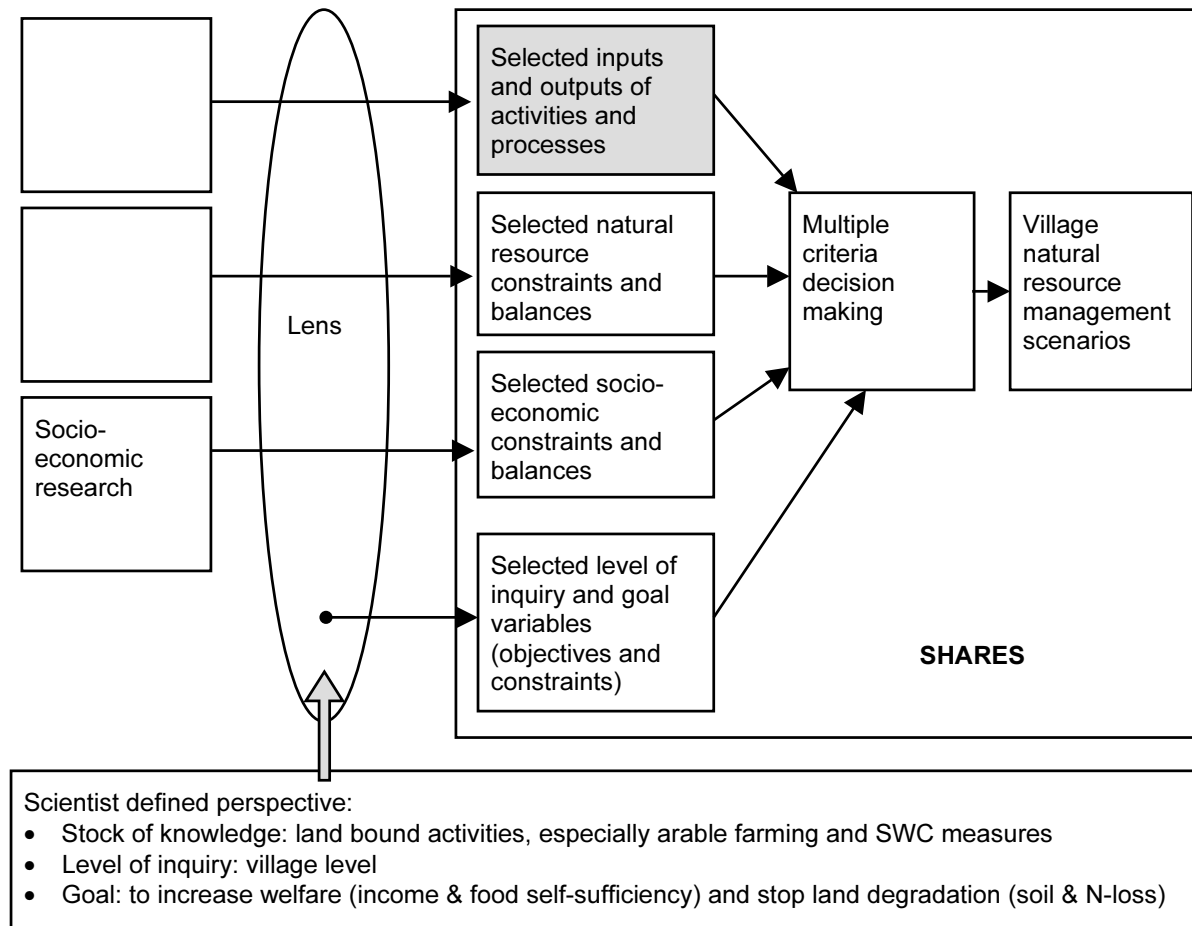 Selected inputs
and outputs of
activities and
processes
Selected natural
resource
constraints and
balances
Multiple
criteria
decision
making
Village
natural
resource
management
scenarios
Lens
Socio-
economic
research
Selected socio-
economic
constraints and
balances
Selected level of
inquiry and goal
variables
(objectives and
constraints)
SHARES
Scientist defined perspective:
• Stock of knowledge: land bound activities, especially arable farming and SWC measures
• Level of inquiry: village level
• Goal: to increase welfare (income & food self-sufficiency) and stop land degradation (soil & N-loss)